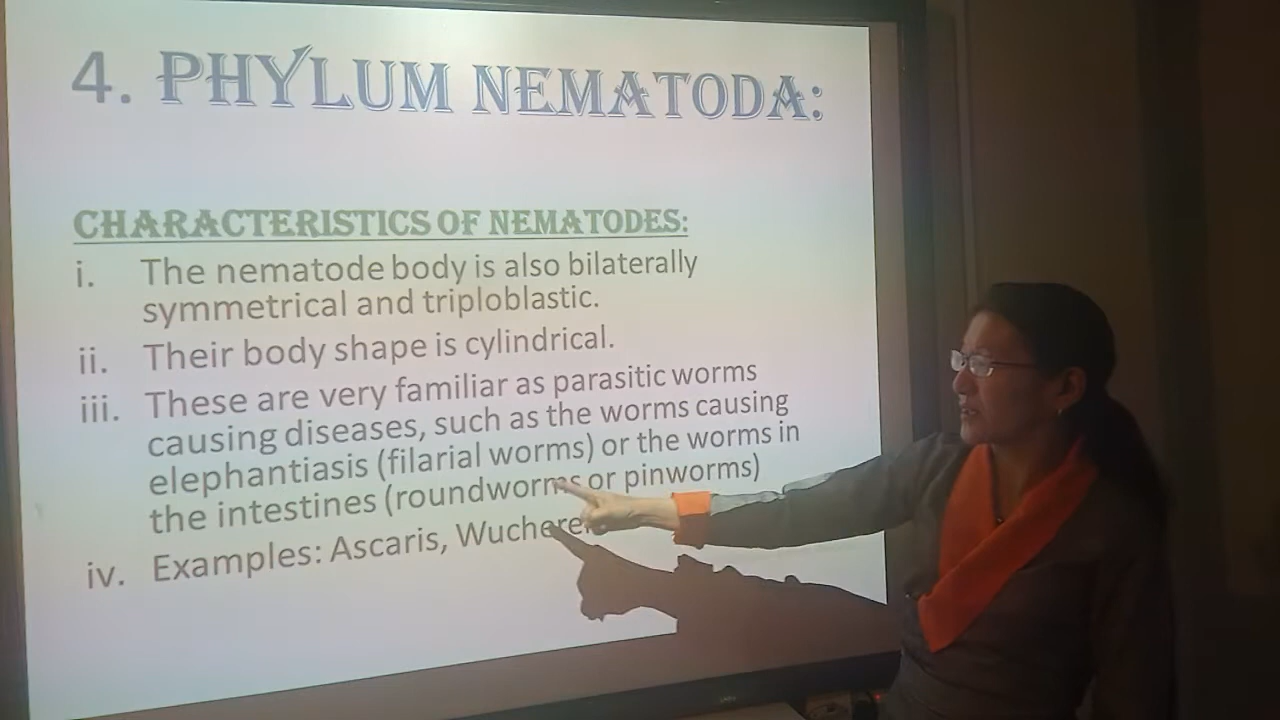 4. PHYLUM NEMATODA:
CHARACTERISTICS OF NEMATODES:
i. The nematode body is also bilaterally
symmetrical and triploblastic.
ii. Their body shape is cylindrical.
iii. These are very familiar as parasitic worms
causing diseases, such as the worms causing
elephantiasis (filarial worms) or the worms in
the intestines (roundworms or pinworms)
iv. Examples: Ascaris,